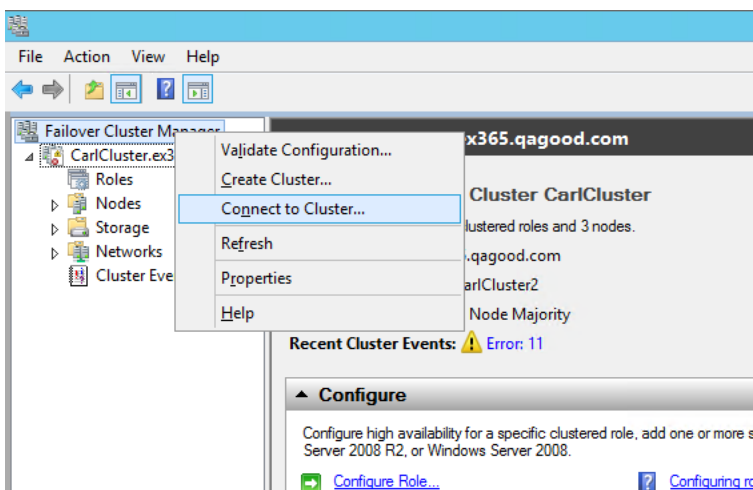 File Action View Help
Failover Cluster Manager
CarlCluster.ex3
Roles
Nodes
Storage
Networks
Cluster Eve
Validate Configuration...
Create Cluster...
Connect to Cluster...
Refresh
Properties
Help
x365.qagood.com
Cluster CarlCluster
lustered roles and 3 nodes.
.qagood.com
arlCluster2
Node Majority
Recent Cluster Events: Error: 11
Configure
Configure high availability for a specific clustered role, add one or more s
Server 2008 R2, or Windows Server 2008.
Configure Role...
Configuring ro